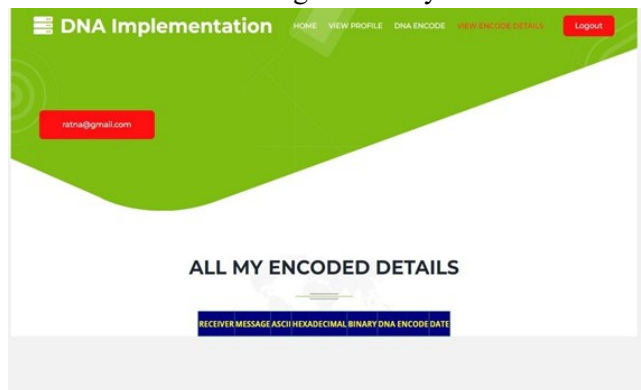 DNA Implementation HOME VIEW PROFILE DNA ENCODE VIEW ENCODE DETAILS Logout
ratna@gmail.com
ALL MY ENCODED DETAILS
RECEIVER MESSAGE ASCII HEXADECIMAL BINARY DNA ENCODE DATE